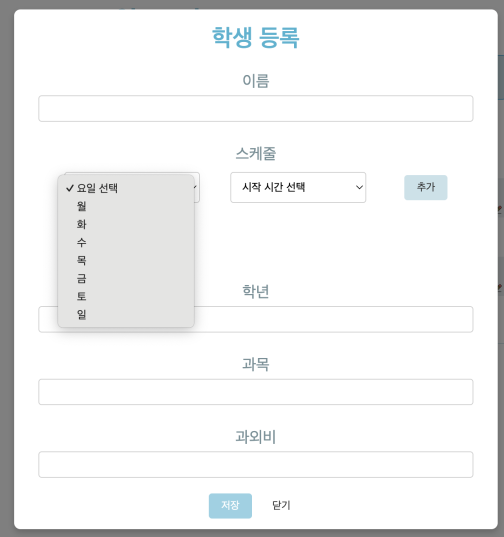 학생 등록
이름
스케줄
✓ 요일 선택
월
화
수
목
금
토
일
시작 시간 선택
추가
학년
과목
과외비
저장
닫기